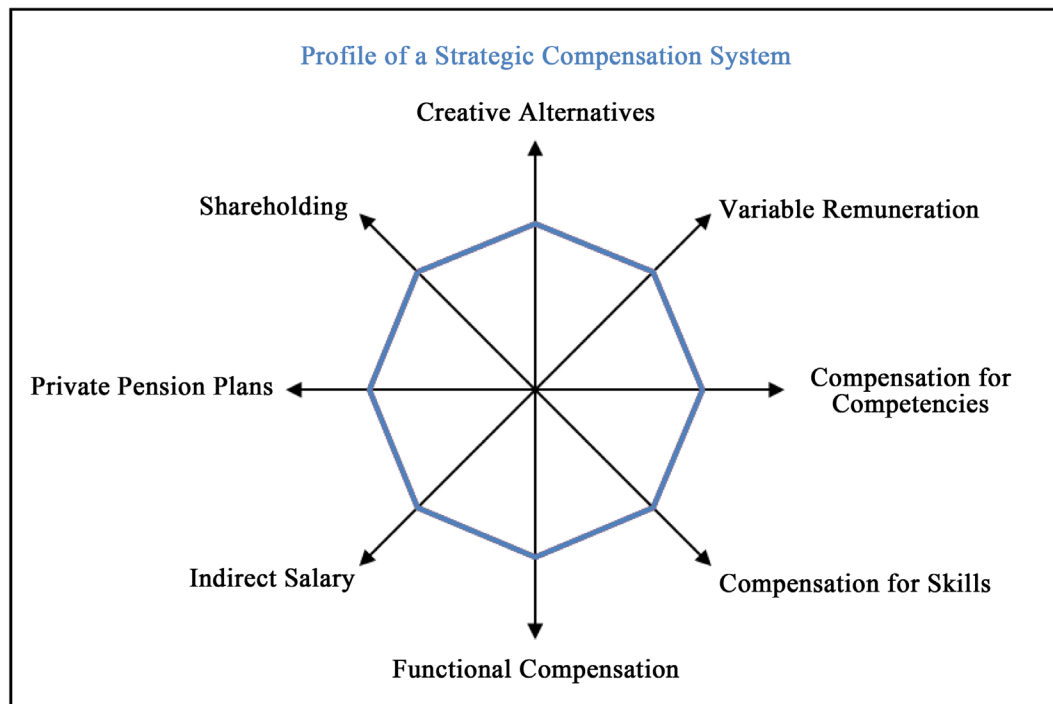 Profile of a Strategic Compensation System
Creative Alternatives
Shareholding
Variable Remuneration
Private Pension Plans
Compensation for
Competencies
Indirect Salary
Compensation for Skills
Functional Compensation